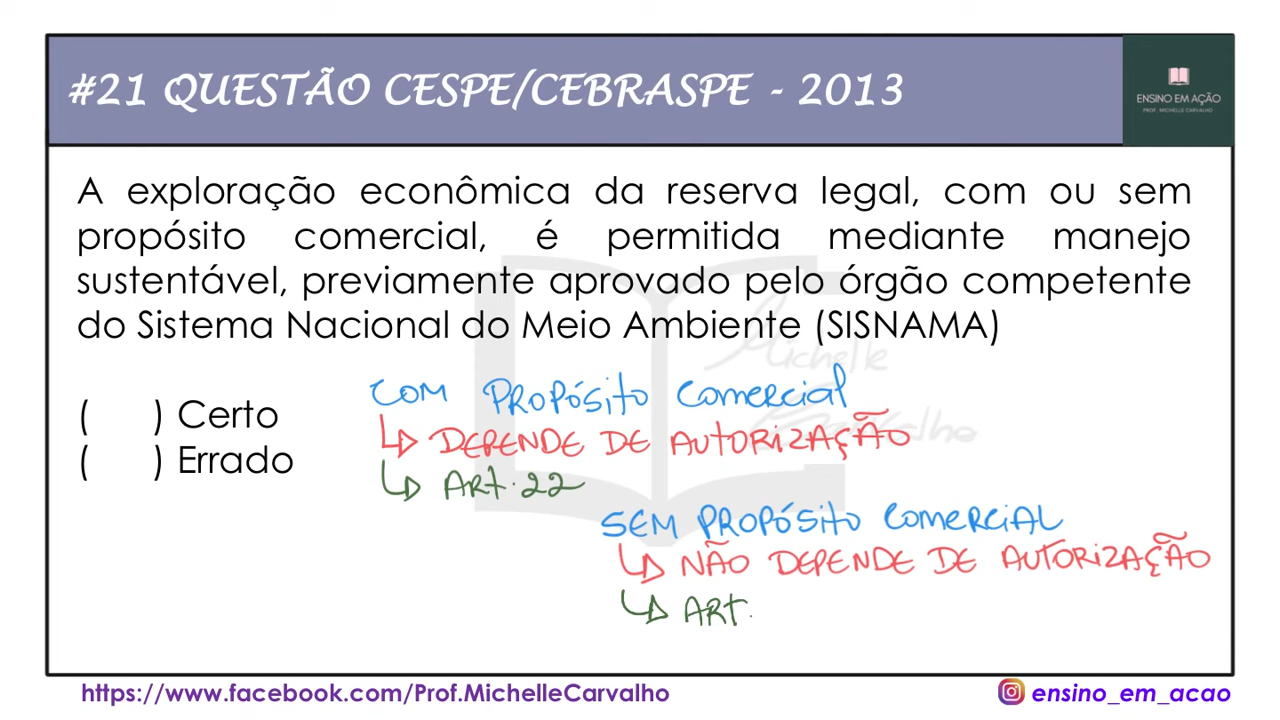 #21 QUESTÃO CESPE/CEBRASPE - 2013
ENSINO EM AÇÃO
PROF. MICHELLE CARVALHO
A exploração econômica da reserva legal, com ou sem
propósito comercial, é permitida mediante manejo
sustentável, previamente aprovado pelo órgão competente
do Sistema Nacional do Meio Ambiente (SISNAMA)
( ) Certo
( ) Errado
COM PROPÓSITO COMERCIAL
↳ DEPENDE DE AUTORIZAÇÃO
↳ ART. 22
SEM PROPÓSITO COMERCIAL
↳ NÃO DEPENDE DE AUTORIZAÇÃO
↳ ART.
Michelle
Carvalho
https://www.facebook.com/Prof.MichelleCarvalho
ensino_em_acao